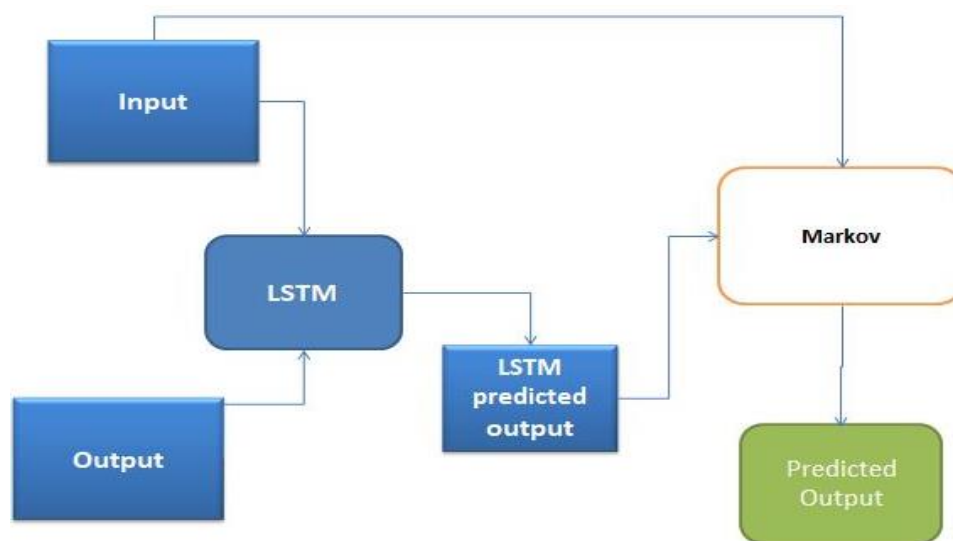 Input
Markov
LSTM
LSTM
predicted
output
Output
Predicted
Output